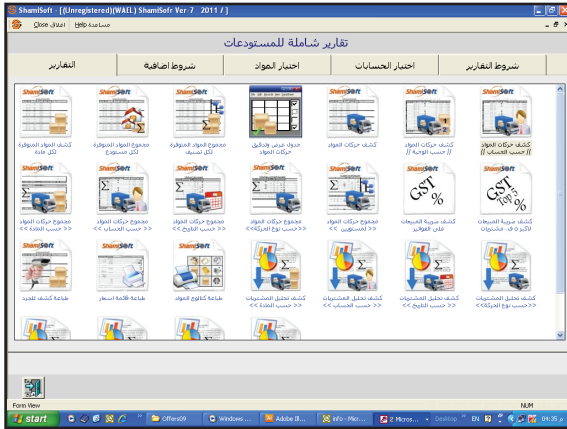 ShamiSoft - [(Unregistered)(WAEL) ShamiSofr Ver-7 2011 / ]
Close اغلاق Help مساعدة
تقارير شاملة للمستودعات
شروط التقارير
اختيار الحسابات
اختيار المواد
شروط اضافية
التقارير
كشف حركات المواد
// حسب الحساب //
كشف حركات المواد
// حسب الوجبة //
كشف حركات المواد
جدول عرض وتدقيق
حركات المواد
مجموع المواد المتوفرة
لكل تصنيف
مجموع المواد المتوفرة
لكل مستودع
كشف المواد المتوفرة
لكل مادة
كشف ضريبة المبيعات
لاكبر ٥ ف. مشتريات
كشف ضريبة المبيعات
على الفواتير
مجموع حركات المواد
<< لمستويين >>
مجموع حركات المواد
<<حسب نوع الحركة>>
مجموع حركات المواد
<< حسب التاريخ >>
مجموع حركات المواد
<< حسب الحساب >>
مجموع حركات المواد
<< حسب المادة >>
كشف تحليل المشتريات
<<حسب نوع الحركة>>
كشف تحليل المشتريات
<< حسب التاريخ >>
كشف تحليل المشتريات
<< حسب الحساب >>
كشف تحليل المشتريات
<< حسب المادة >>
طباعة كتالوج المواد
طباعة قائمة اسعار
طباعة كشف للجرد
Form View NUM
start Offers09 Windows ... Adobe Ill... info - Micr... 2 Micros... Desktop EN 04:35 م